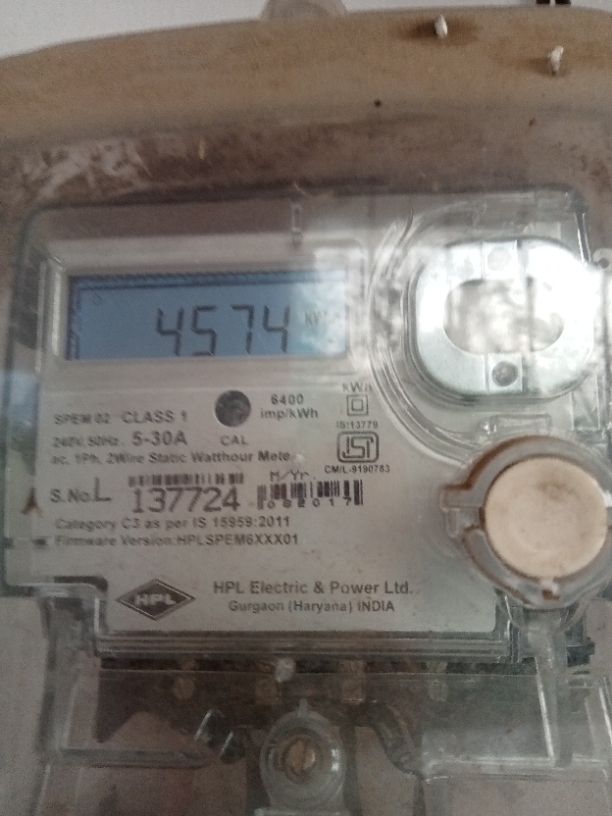 4574
6400
imp/kWh
KWh
SPEM 02 CLASS 1
240V, 50Hz. 5-30A CAL
IS:13779
ac, 1Ph, 2Wire Static Watthour Meter
CM/L-9190783
M/Yr.
S.No. L 137724 082017
Category C3 as per IS 15959:2011
Firmware Version:HPLSPEM6XXX01
HPL
HPL Electric & Power Ltd.
Gurgaon (Haryana) INDIA